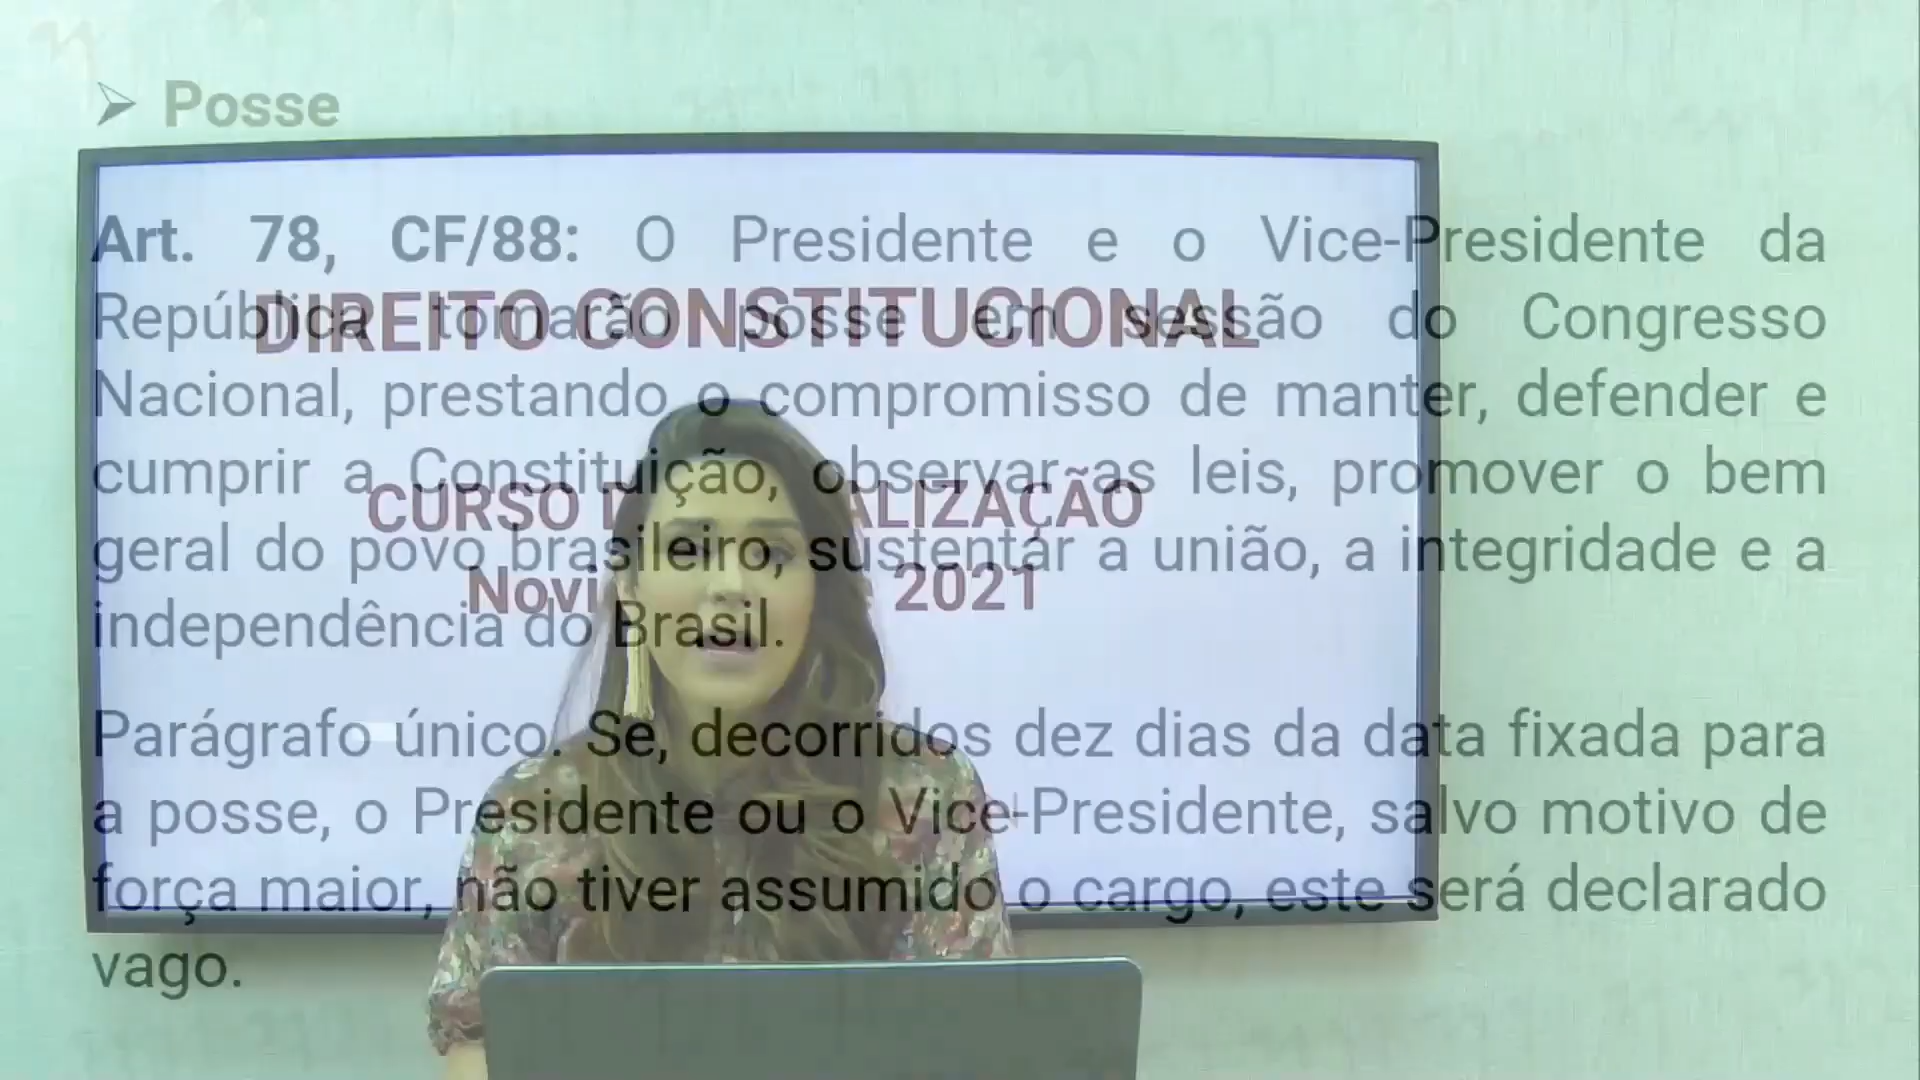 Posse
Art. 78, CF/88: O Presidente e o Vice-Presidente da
República tomarão posse em sessão do Congresso
Nacional, prestando o compromisso de manter, defender e
cumprir a Constituição, observar as leis, promover o bem
geral do povo brasileiro, sustentar a união, a integridade e a
independência do Brasil.
Parágrafo único. Se, decorridos dez dias da data fixada para
a posse, o Presidente ou o Vice-Presidente, salvo motivo de
força maior, não tiver assumido o cargo, este será declarado
vago.
DIREITO CONSTITUCIONAL
CURSO
2021